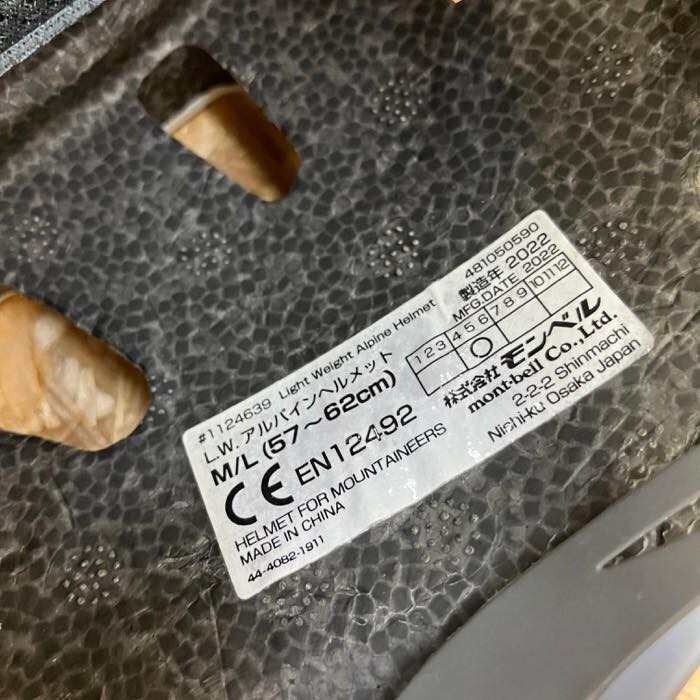 #1124639 Light Weight Alpine Helmet 481050590
L.W. アルパインヘルメット
M/L (57～62cm)
CE EN12492
HELMET FOR MOUNTAINEERS
MADE IN CHINA
44-4082-1911
製造年 2022
MFG.DATE 2022
1 2 3 4 5 6 7 8 9 10 11 12
○
株式会社 モンベル
mont-bell Co.,Ltd.
2-2-2 Shinmachi
Nishi-ku Osaka Japan